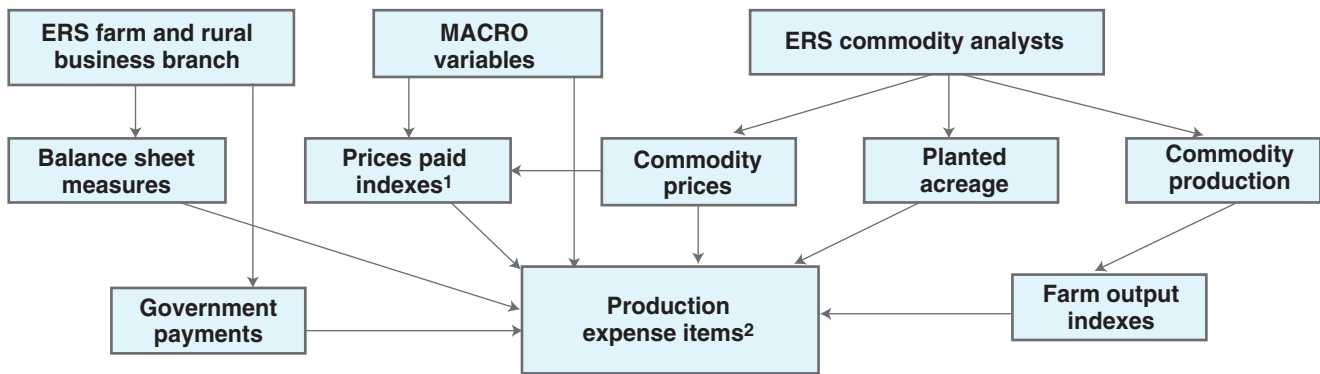 ERS farm and rural
business branch
MACRO
variables
ERS commodity analysts
Balance sheet
measures
Prices paid
indexes1
Commodity
prices
Planted
acreage
Commodity
production
Government
payments
Production
expense items2
Farm output
indexes